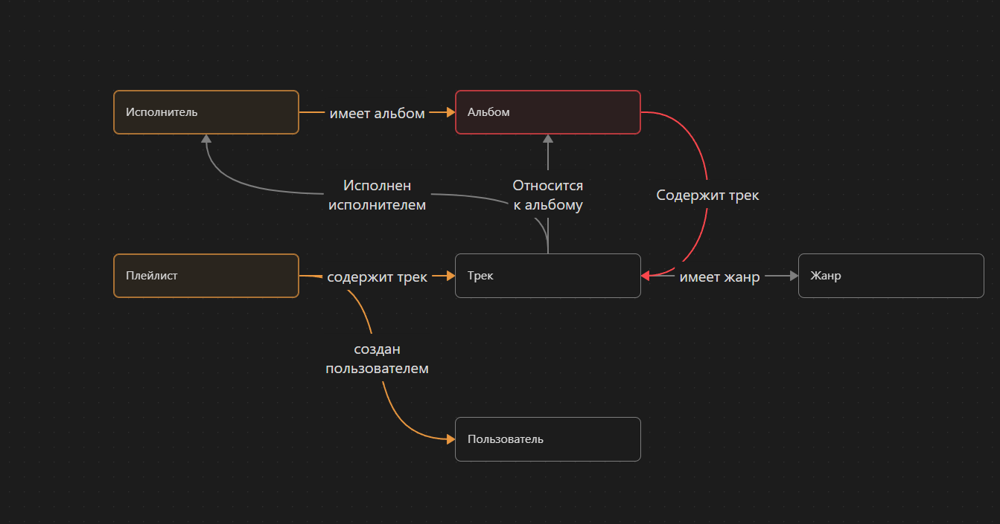 Исполнитель
имеет альбом
Альбом
Исполнен
исполнителем
Относится
к альбому
Содержит трек
Плейлист
содержит трек
Трек
имеет жанр
Жанр
создан
пользователем
Пользователь